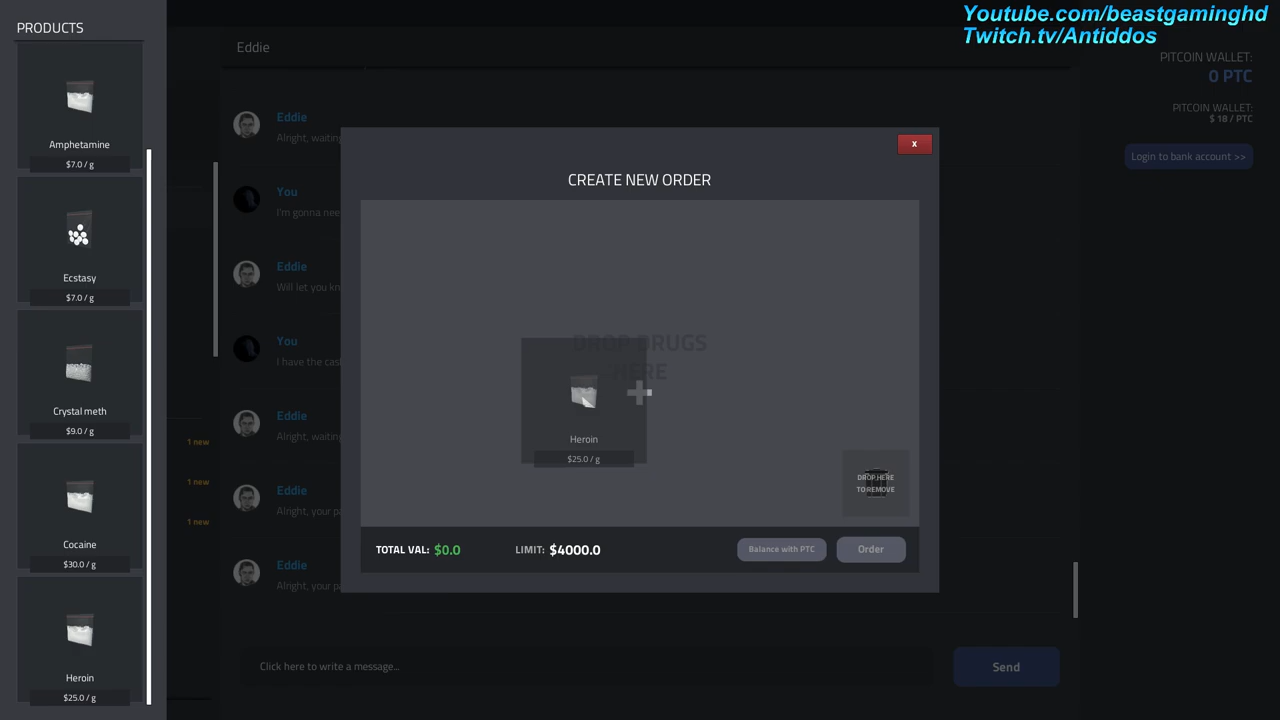 Youtube.com/beastgaminghd
Twitch.tv/Antiddos
PRODUCTS
Amphetamine
$7.0 / g
Ecstasy
$7.0 / g
Crystal meth
$9.0 / g
Cocaine
$30.0 / g
Heroin
$25.0 / g
1 new
1 new
1 new
Eddie
Eddie
Alright, waiting
You
I'm gonna nee
Eddie
Will let you kn
You
I have the cas
Eddie
Alright, waiting
Eddie
Alright, your pa
Eddie
Alright, your pa
Click here to write a message...
Send
x
CREATE NEW ORDER
DROP DRUGS
HERE
Heroin
$25.0 / g
DROP HERE
TO REMOVE
TOTAL VAL: $0.0
LIMIT: $4000.0
Balance with PTC
Order
PITCOIN WALLET:
0 PTC
PITCOIN WALLET:
$ 18 / PTC
Login to bank account >>